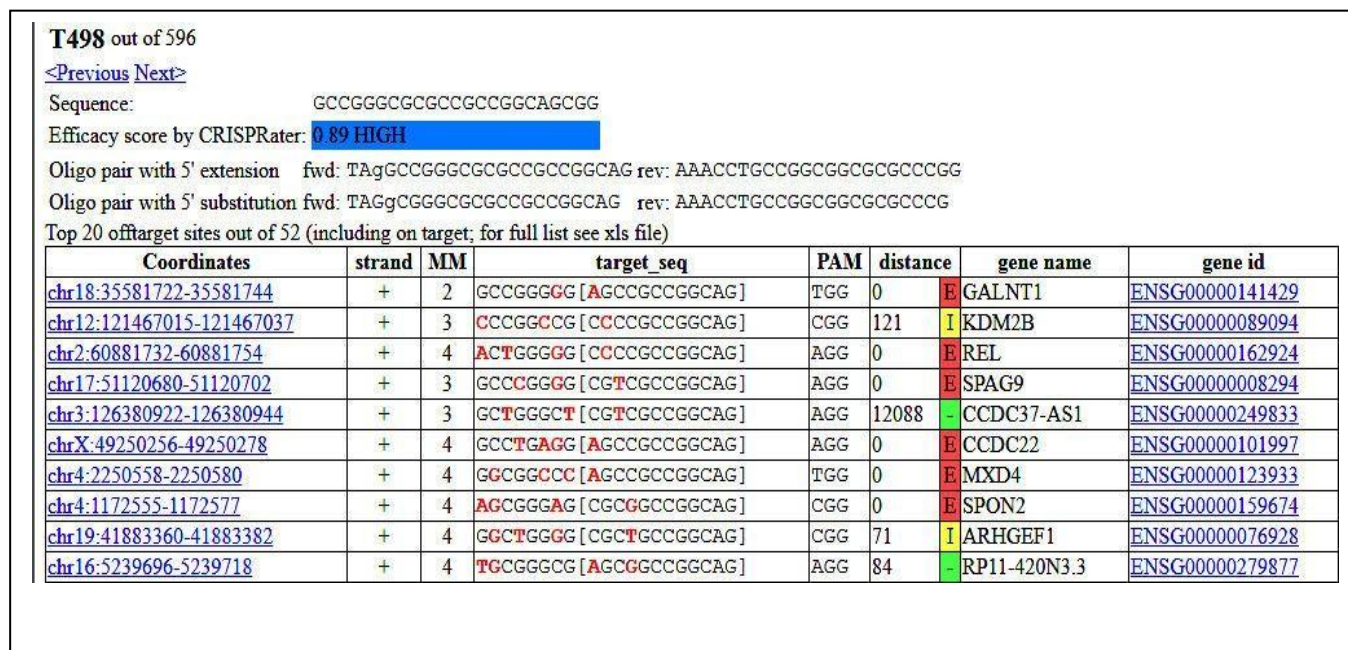 T498 out of 596
<Previous Next>
Sequence: GCCGGGCGCGCCGCCGGCAGCGG
Efficacy score by CRISPRater: 0.89 HIGH
Oligo pair with 5' extension fwd: TAgGCCGGGCGCGCCGCCGGCAG rev: AAACCTGCCGGCGGCGCGCCCGG
Oligo pair with 5' substitution fwd: TAGgCGGGCGCGCCGCCGGCAG rev: AAACCTGCCGGCGGCGCGCCCG
Top 20 offtarget sites out of 52 (including on target; for full list see xls file)
Coordinates strand MM target_seq PAM distance gene name gene id
chr18:35581722-35581744 + 2 GCCGGGGG[AGCCGCCGGCAG] TGG 0 E GALNT1 ENSG00000141429
chr12:121467015-121467037 + 3 CCCGGCCG[CCCCGCCGGCAG] CGG 121 I KDM2B ENSG00000089094
chr2:60881732-60881754 + 4 ACTGGGGG[CCCCGCCGGCAG] AGG 0 E REL ENSG00000162924
chr17:51120680-51120702 + 3 GCCCGGGG[CGTCGCCGGCAG] AGG 0 E SPAG9 ENSG00000008294
chr3:126380922-126380944 + 3 GCTGGGCT[CGTCGCCGGCAG] AGG 12088 - CCDC37-AS1 ENSG00000249833
chrX:49250256-49250278 + 4 GCCTGAGG[AGCCGCCGGCAG] AGG 0 E CCDC22 ENSG00000101997
chr4:2250558-2250580 + 4 GGCGGCCC[AGCCGCCGGCAG] TGG 0 E MXD4 ENSG00000123933
chr4:1172555-1172577 + 4 AGCGGGAG[CGCGGCCGGCAG] CGG 0 E SPON2 ENSG00000159674
chr19:41883360-41883382 + 4 GGCTGGGG[CGCTGCCGGCAG] CGG 71 I ARHGEF1 ENSG00000076928
chr16:5239696-5239718 + 4 TGCGGGCG[AGCGGCCGGCAG] AGG 84 - RP11-420N3.3 ENSG00000279877